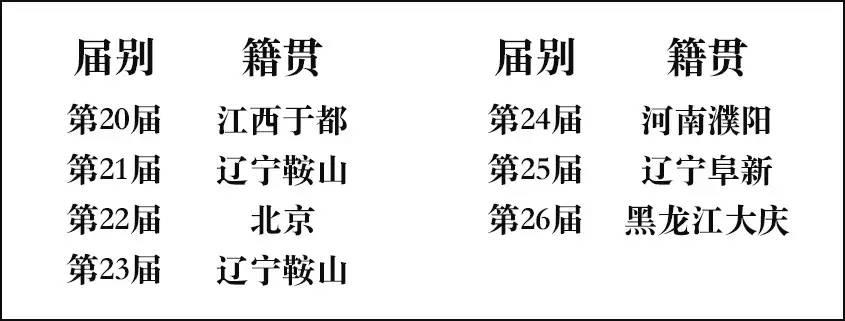 届别 籍贯 届别 籍贯
第20届 江西于都 第24届 河南濮阳
第21届 辽宁鞍山 第25届 辽宁阜新
第22届 北京 第26届 黑龙江大庆
第23届 辽宁鞍山